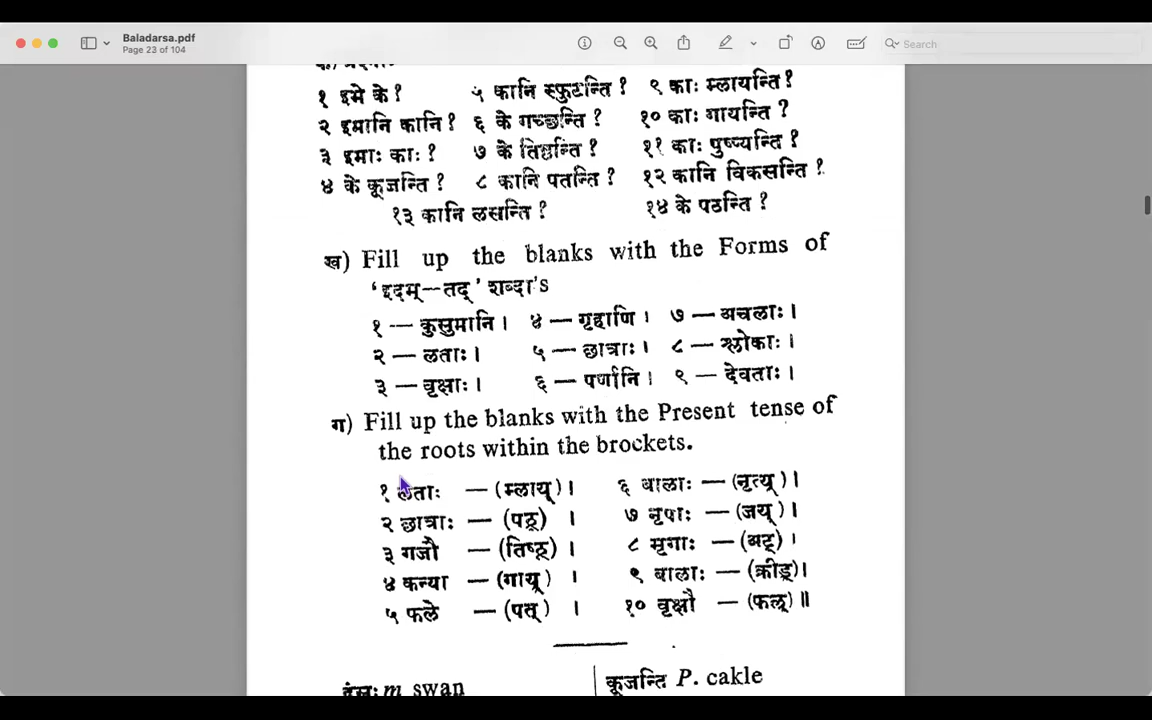 Baladarsa.pdf
Page 23 of 104
Search
१ इमे के ? ५ कानि स्फुटन्ति ? ९ काः म्लायन्ति ?
२ इमानि कानि ? ६ के गच्छन्ति ? १० काः गायन्ति ?
३ इमाः काः ? ७ के तिष्ठन्ति ? ११ काः पुष्प्यन्ति ?
४ के कूजन्ति ? ८ कानि पतन्ति ? १२ कानि विकसन्ति ?
१३ कानि लसन्ति ? १४ के पठन्ति ?
ख) Fill up the blanks with the Forms of
‘इदम्—तद्’ शब्दा’s
१ — कुसुमानि । ४ — गृहाणि । ७ — अचलाः ।
२ — लताः । ५ — छात्राः । ८ — श्लोकाः ।
३ — वृक्षाः । ६ — पर्णानि । ९ — देवताः ।
ग) Fill up the blanks with the Present tense of
the roots within the brockets.
१ लताः — (म्लाय्) । ६ बालाः — (नृत्य्) ।
२ छात्राः — (पठ्) । ७ नृपाः — (जय्) ।
३ गजौ — (तिष्ठ्) । ८ मृगाः — (अट्) ।
४ कन्या — (गाय्) । ९ बालाः — (क्रीड्) ।
५ फले — (पत्) । १० वृक्षौ — (फल्) ॥
हंसः m swan
कूजन्ति P. cakle